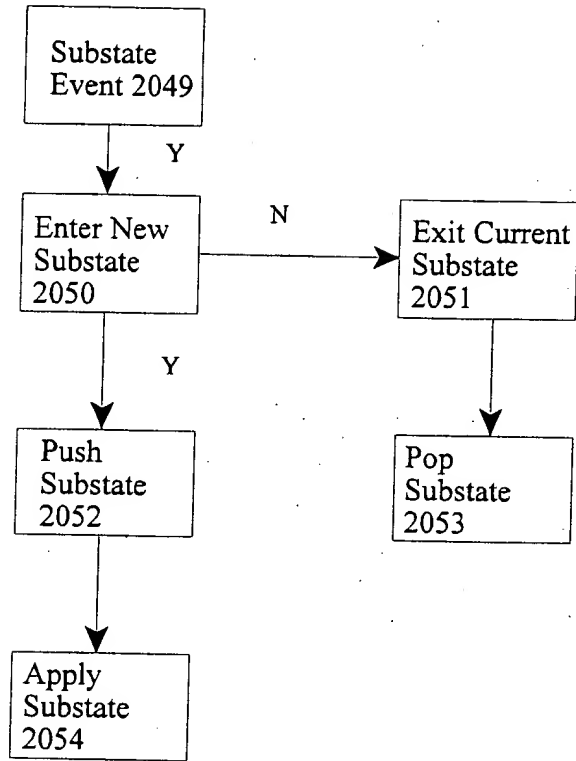 Substate
Event 2049
Y
Enter New
Substate
2050
N
Exit Current
Substate
2051
Y
Push
Substate
2052
Pop
Substate
2053
Apply
Substate
2054